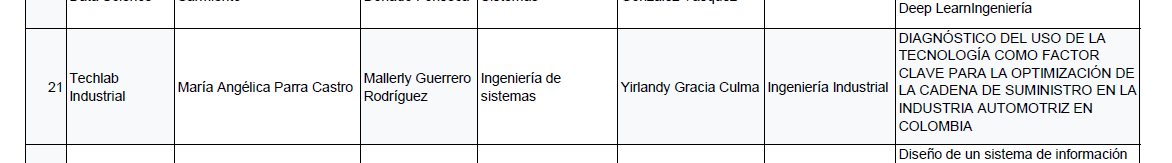 Deep LearnIngeniería
21
Techlab
Industrial
María Angélica Parra Castro
Mallerly Guerrero
Rodríguez
Ingeniería de
sistemas
Yirlandy Gracia Culma
Ingeniería Industrial
DIAGNÓSTICO DEL USO DE LA
TECNOLOGÍA COMO FACTOR
CLAVE PARA LA OPTIMIZACIÓN DE
LA CADENA DE SUMINISTRO EN LA
INDUSTRIA AUTOMOTRIZ EN
COLOMBIA
Diseño de un sistema de información